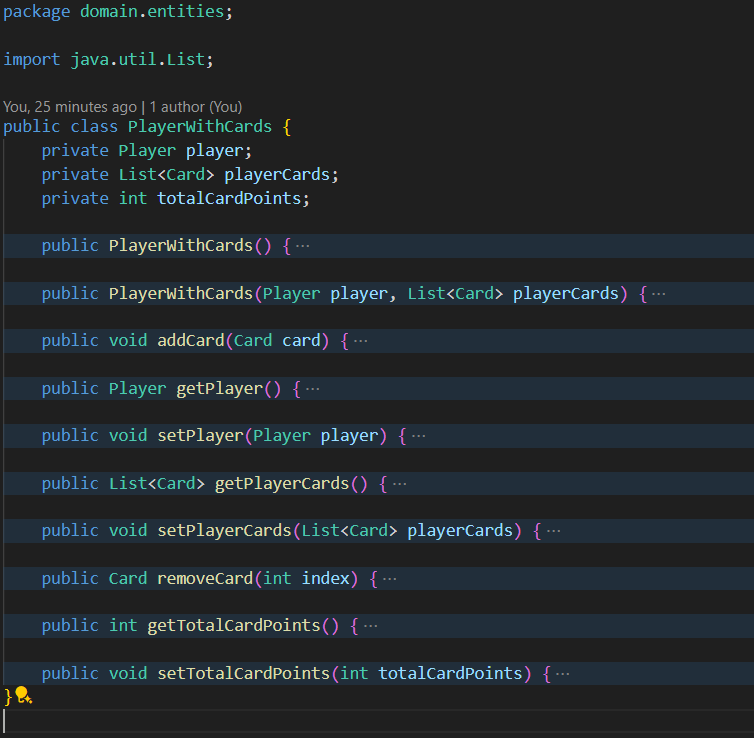 package domain.entities;
import java.util.List;
You, 25 minutes ago | 1 author (You)
public class PlayerWithCards {
    private Player player;
    private List<Card> playerCards;
    private int totalCardPoints;
    public PlayerWithCards() { ···
    public PlayerWithCards(Player player, List<Card> playerCards) { ···
    public void addCard(Card card) { ···
    public Player getPlayer() { ···
    public void setPlayer(Player player) { ···
    public List<Card> getPlayerCards() { ···
    public void setPlayerCards(List<Card> playerCards) { ···
    public Card removeCard(int index) { ···
    public int getTotalCardPoints() { ···
    public void setTotalCardPoints(int totalCardPoints) { ···
}